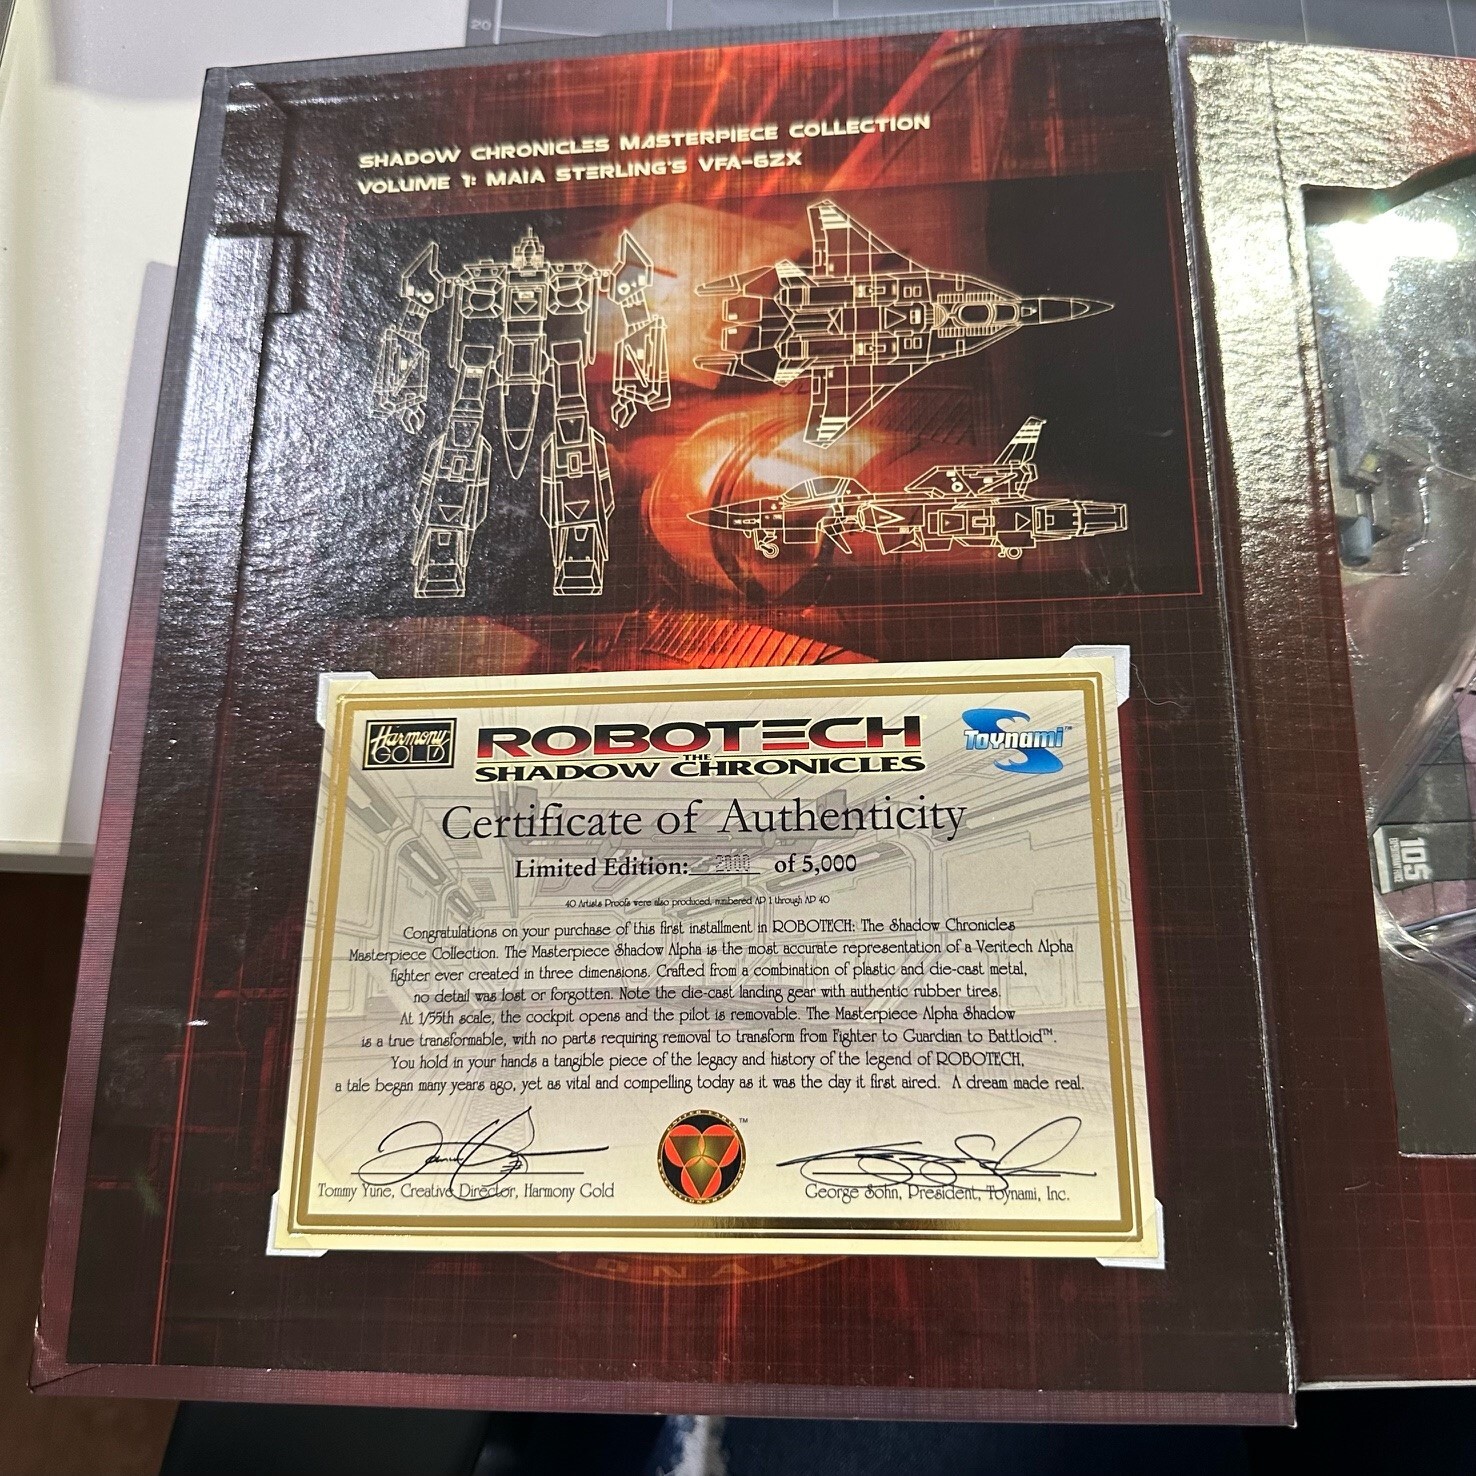 20
SHADOW CHRONICLES MASTERPIECE COLLECTION
VOLUME 1: MAIA STERLING'S VFA-6ZX
Harmony
GOLD
ROBOTECH
THE
SHADOW CHRONICLES
Toynami™
Certificate of Authenticity
Limited Edition: 2000 of 5,000
40 Artists Proofs were also produced, numbered AP 1 through AP 40
Congratulations on your purchase of this first installment in ROBOTECH: The Shadow Chronicles
Masterpiece Collection. The Masterpiece Shadow Alpha is the most accurate representation of a Veritech Alpha
fighter ever created in three dimensions. Crafted from a combination of plastic and die-cast metal,
no detail was lost or forgotten. Note the die-cast landing gear with authentic rubber tires.
At 1/55th scale, the cockpit opens and the pilot is removable. The Masterpiece Alpha Shadow
is a true transformable, with no parts requiring removal to transform from Fighter to Guardian to Battloid™.
You hold in your hands a tangible piece of the legacy and history of the legend of ROBOTECH,
a tale began many years ago, yet as vital and compelling today as it was the day it first aired. A dream made real.
TM
Tommy Yune, Creative Director, Harmony Gold
George Sohn, President, Toynami, Inc.
105